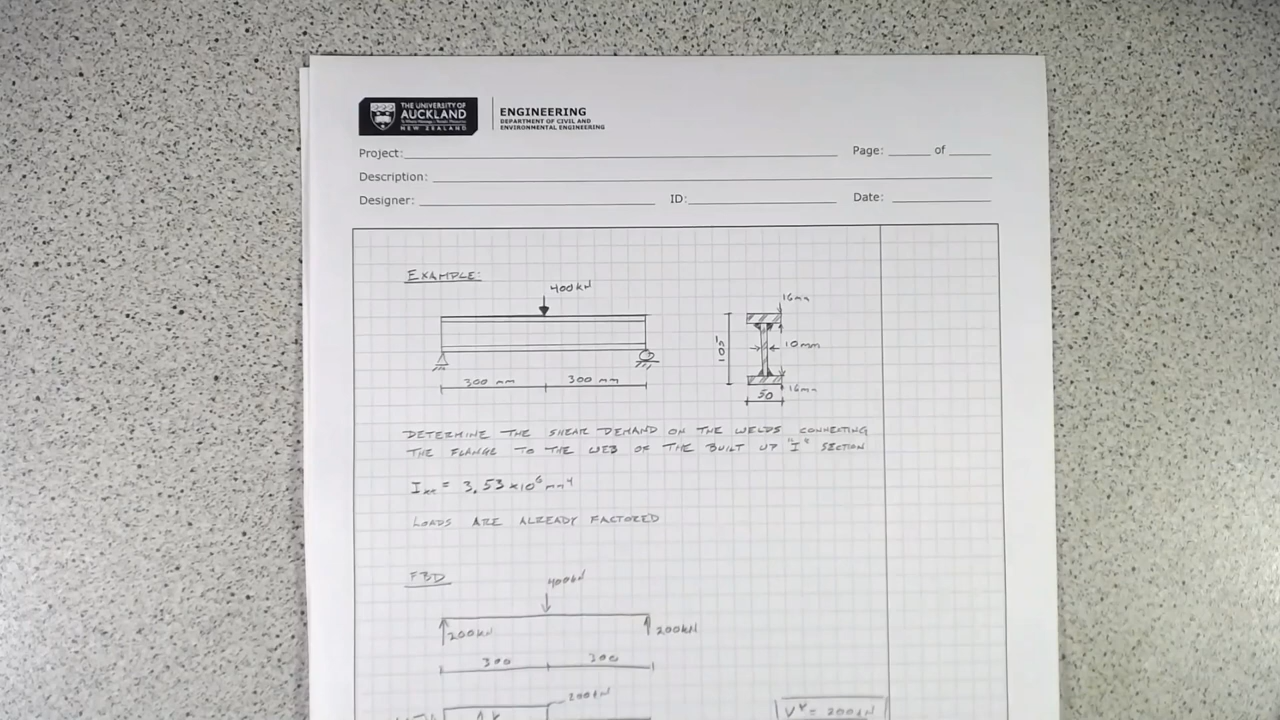 THE UNIVERSITY OF
AUCKLAND
NEW ZEALAND
ENGINEERING
DEPARTMENT OF CIVIL AND
ENVIRONMENTAL ENGINEERING
Project:
Page: of
Description:
Designer: ID: Date:
EXAMPLE:
400kN
16mm
105
10mm
300 mm 300 mm
50
16mm
DETERMINE THE SHEAR DEMAND ON THE WELDS CONNECTING
THE FLANGE TO THE WEB OF THE BUILT UP "I" SECTION
Ixx = 3.53 x10⁶ mm⁴
LOADS ARE ALREADY FACTORED
FBD
400kN
200kN 200kN
300 300
200kN
V* = 200kN